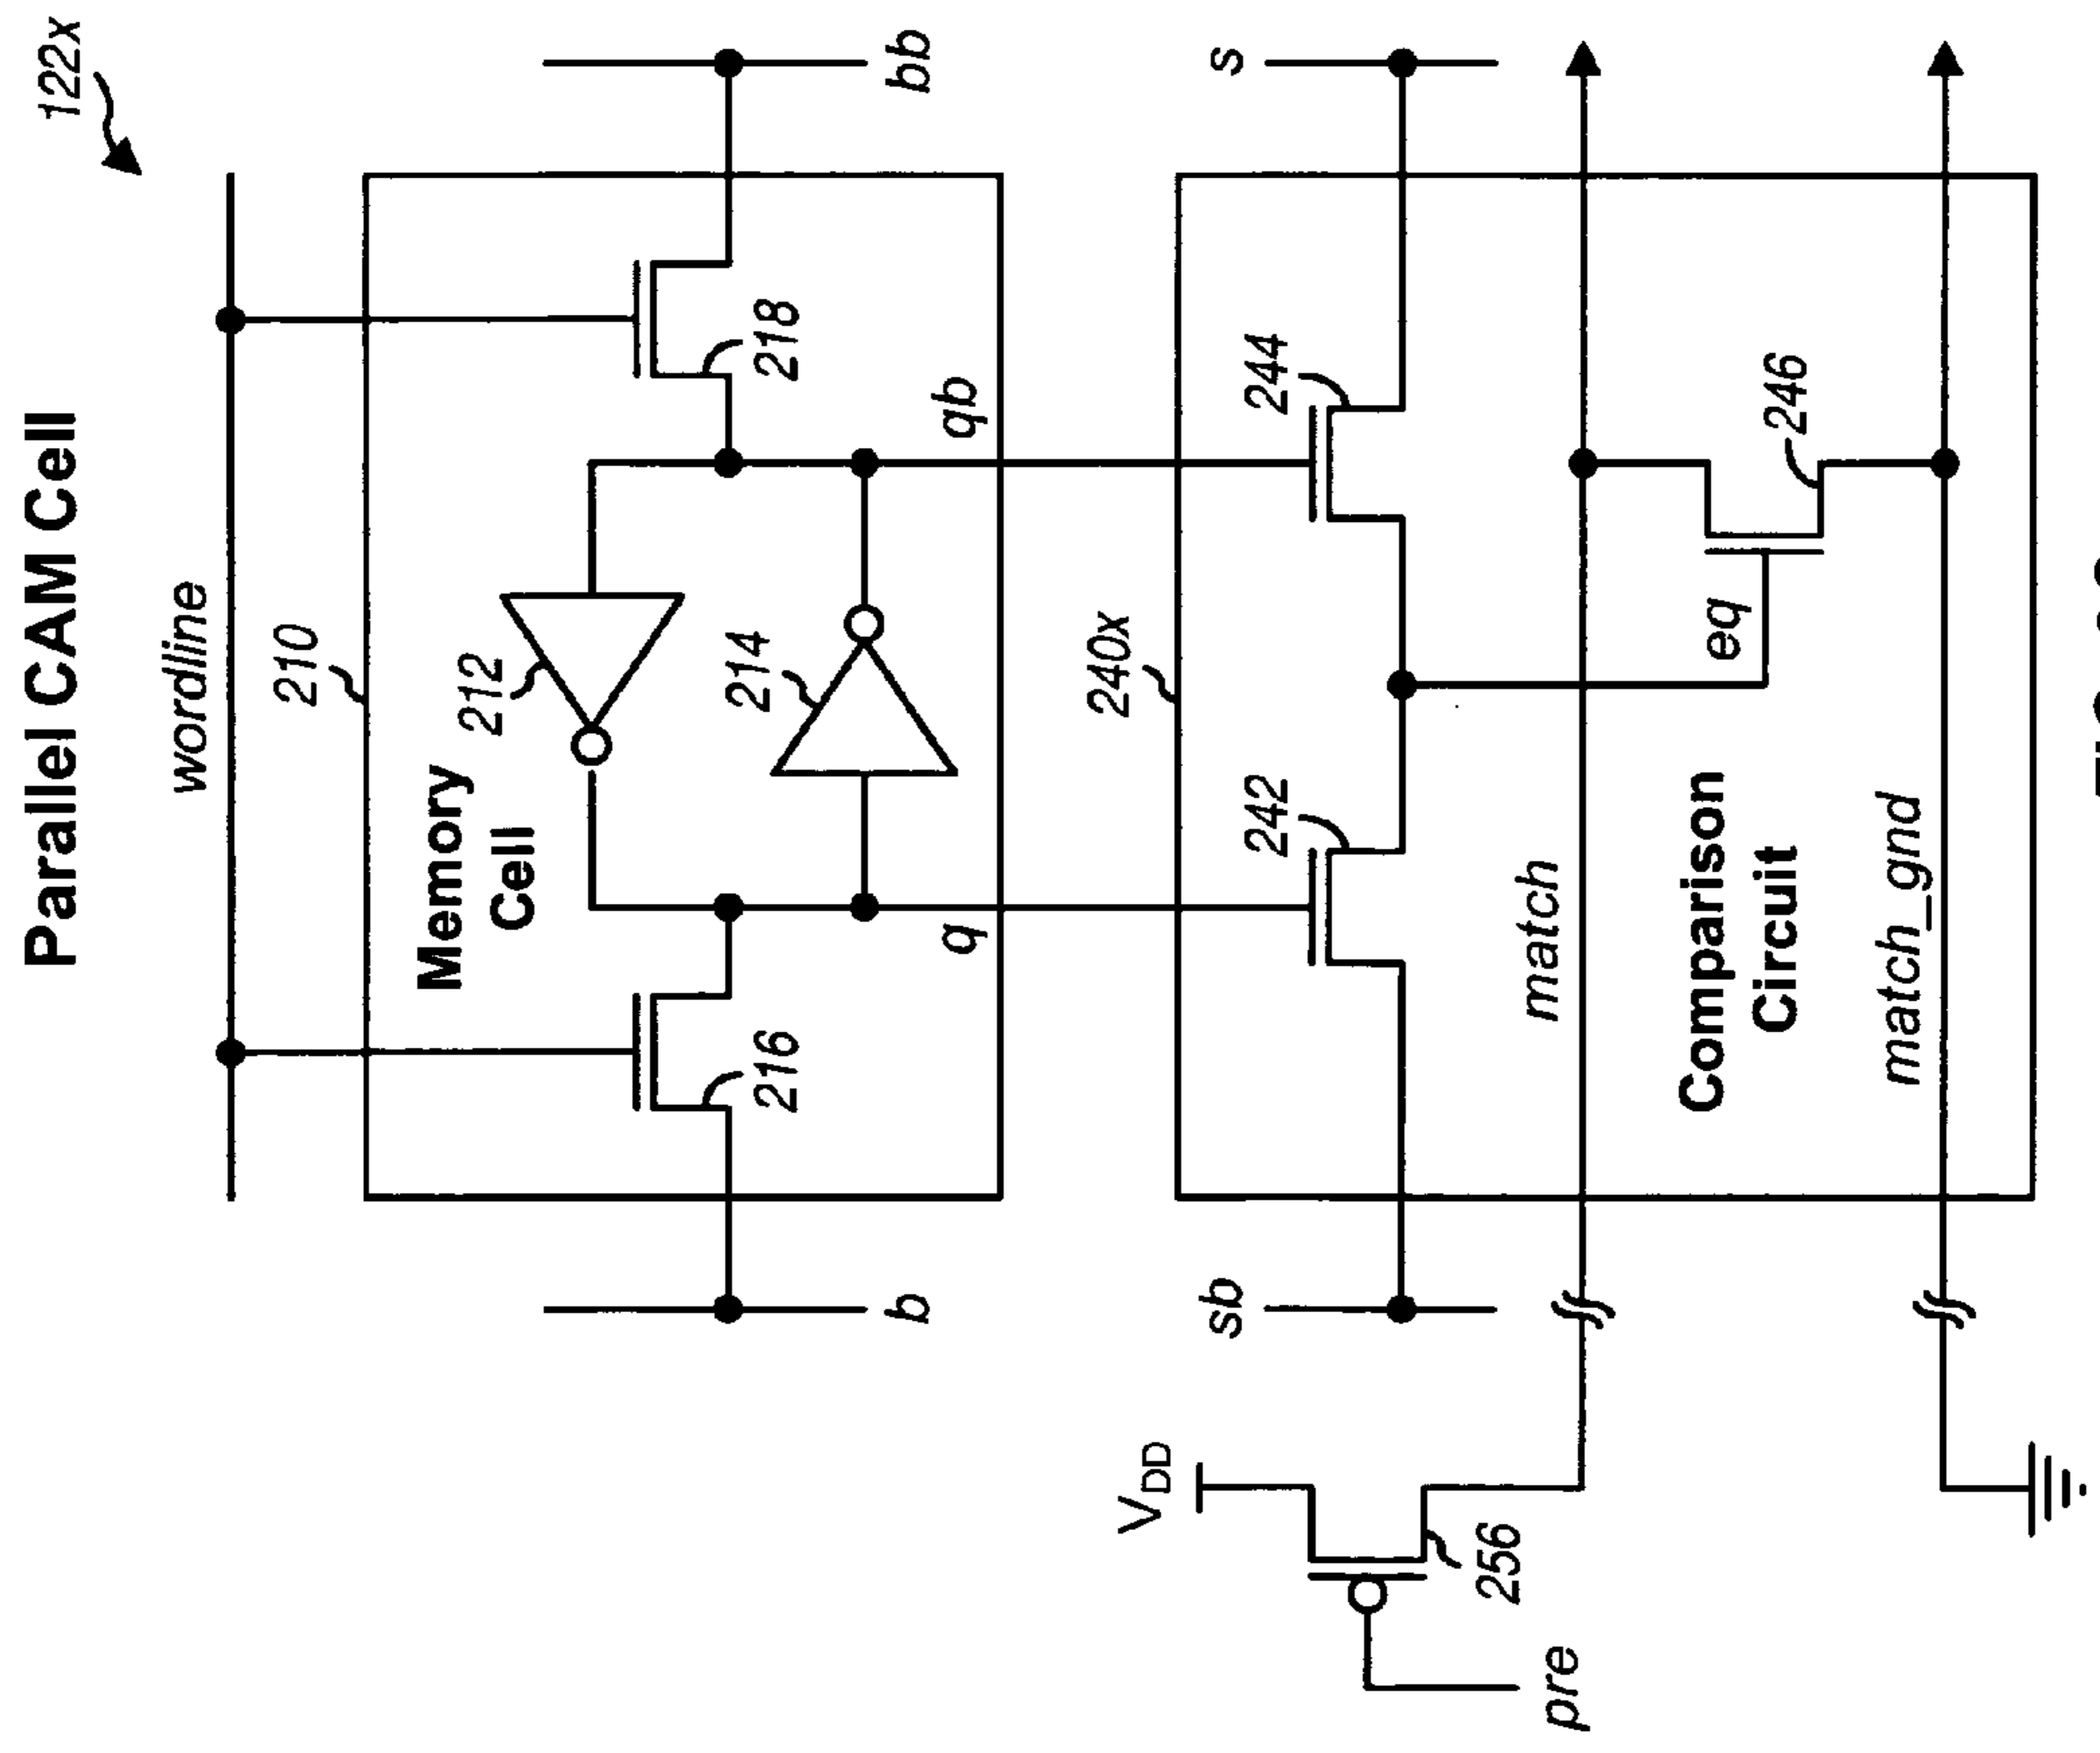 Parallel CAM Cell
122x
wordline
210
Memory
Cell
212
214
216
218
b
bb
q
qb
240x
sb
s
242
244
VDD
256
pre
match
eq
246
Comparison
Circuit
match_gnd